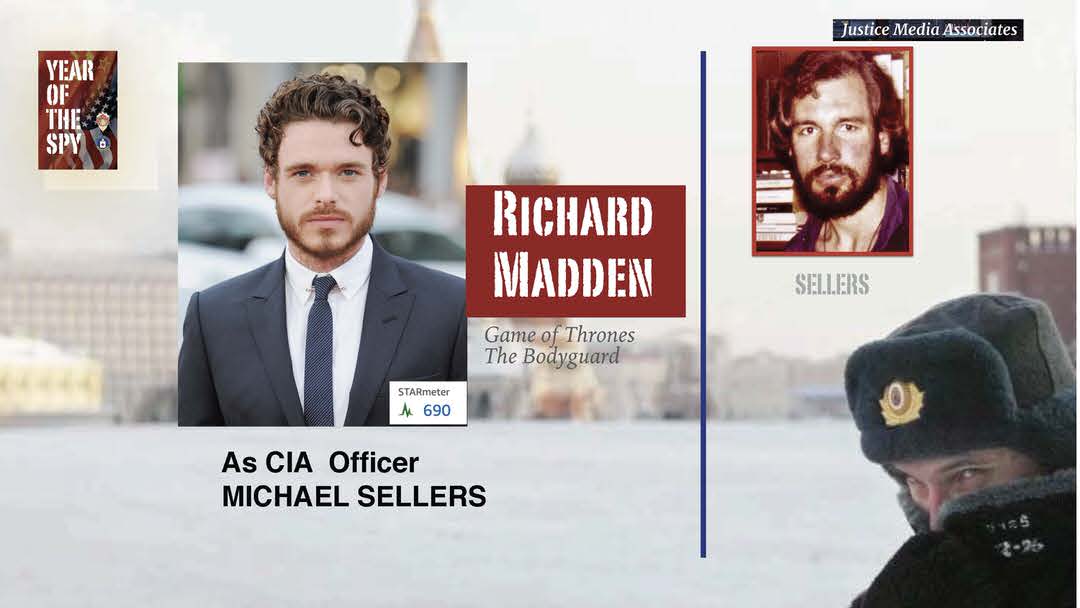 Justice Media Associates
YEAR
OF
THE
SPY
RICHARD
MADDEN
Game of Thrones
The Bodyguard
STARmeter
690
As CIA Officer
MICHAEL SELLERS
SELLERS